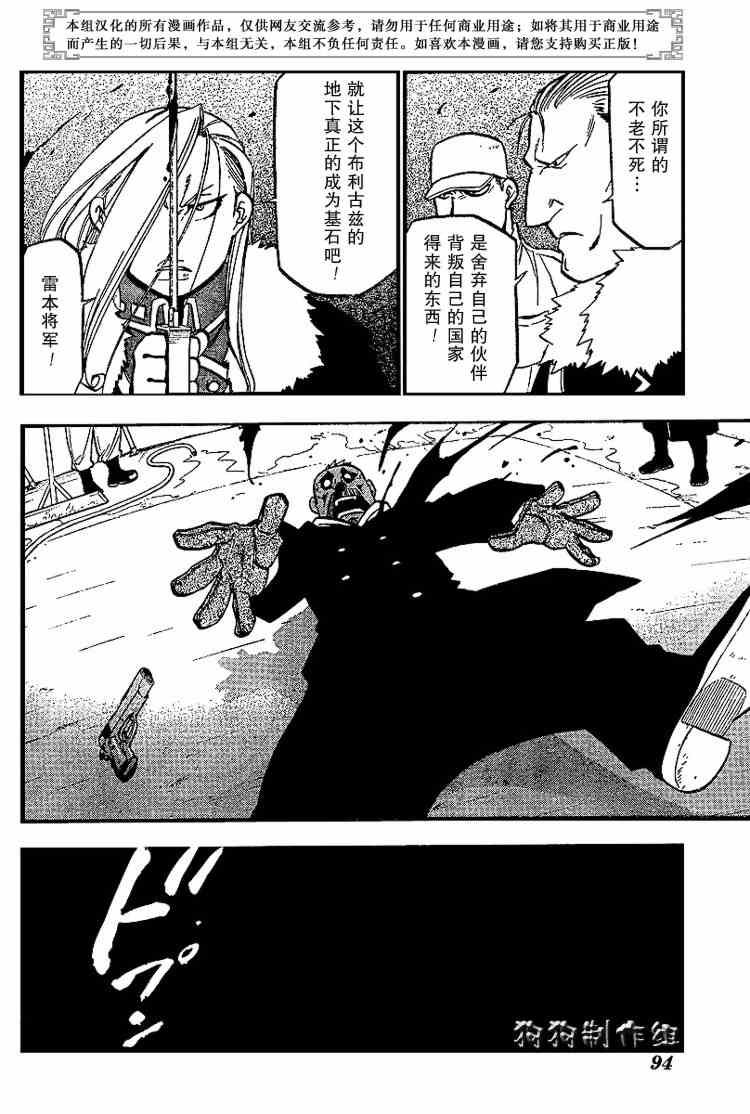 本组汉化的所有漫画作品，仅供网友交流参考，请勿用于任何商业用途；如将其用于商业用途
而产生的一切后果，与本组无关，本组不负任何责任。如喜欢本漫画，请您支持购买正版！
你所谓的
不老不死…
是舍弃自己的伙伴
背叛自己的国家
得来的东西！
就让这个布利古兹的
地下真正的成为基石吧！
雷本将军！
ドプン
狗狗制作组
94